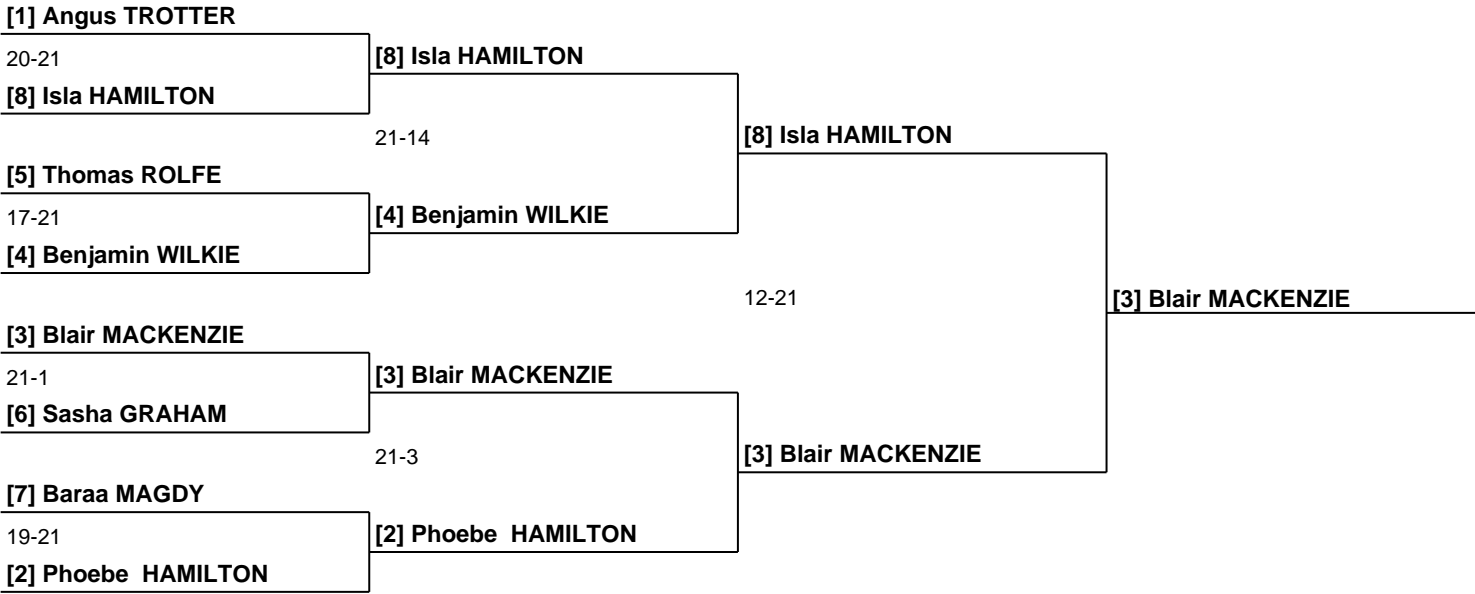 [1] Angus TROTTER
20-21
[8] Isla HAMILTON
[8] Isla HAMILTON
21-14
[8] Isla HAMILTON
[5] Thomas ROLFE
17-21
[4] Benjamin WILKIE
[4] Benjamin WILKIE
12-21
[3] Blair MACKENZIE
[3] Blair MACKENZIE
21-1
[3] Blair MACKENZIE
[6] Sasha GRAHAM
21-3
[3] Blair MACKENZIE
[7] Baraa MAGDY
19-21
[2] Phoebe  HAMILTON
[2] Phoebe  HAMILTON